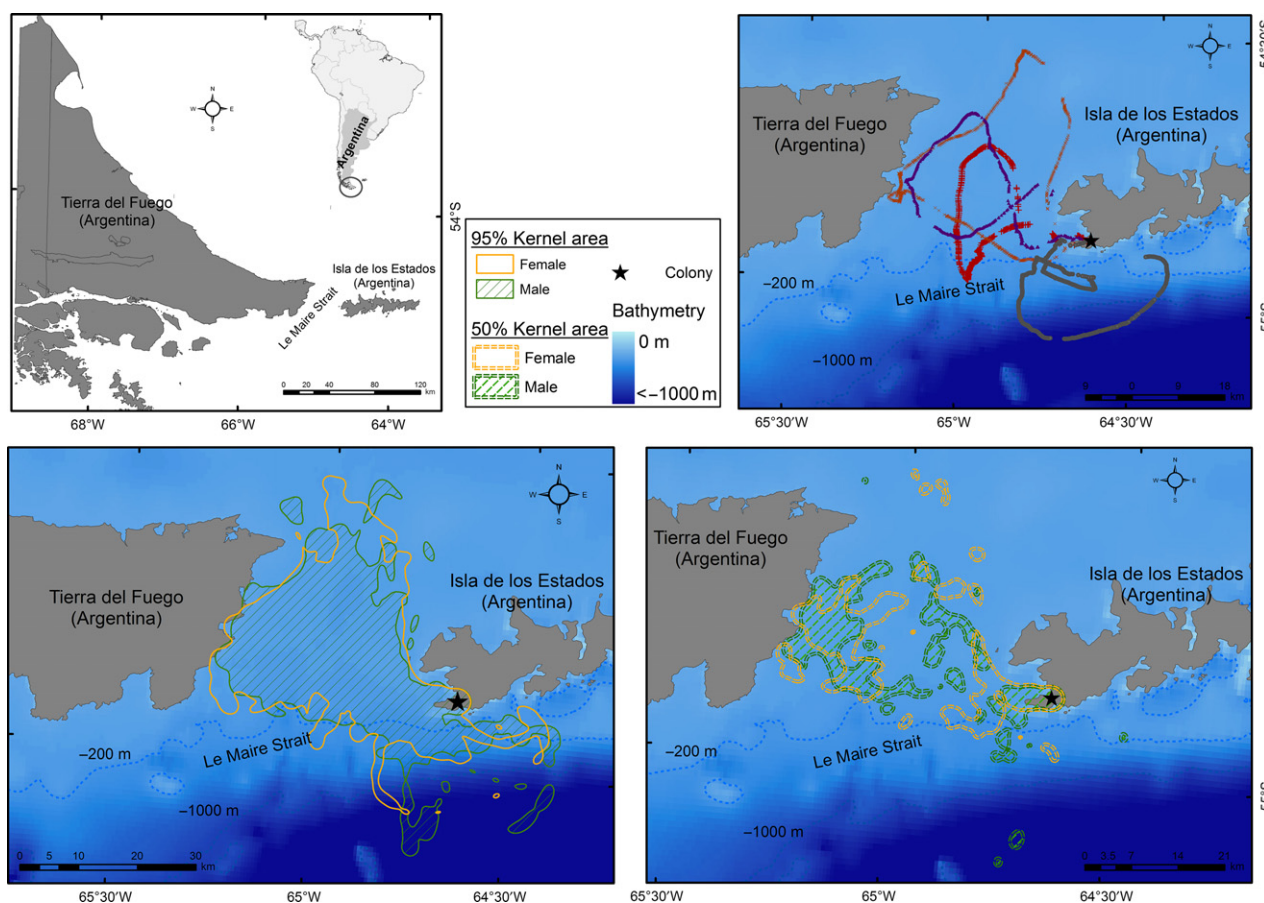 N
W
E
S
Argentina
Tierra del Fuego
(Argentina)
Isla de los Estados
(Argentina)
Le Maire Strait
0 20 40 80 120
km
68°W
66°W
64°W
54°S
95% Kernel area
Female
Male
50% Kernel area
Female
Male
Colony
Bathymetry
0 m
<–1000 m
N
W
E
S
Tierra del Fuego
(Argentina)
Isla de los Estados
(Argentina)
–200 m
Le Maire Strait
–1000 m
9 0 9 18
km
65°30'W
65°W
64°30'W
54°30'S
55°S
N
W
E
S
Tierra del Fuego
(Argentina)
Isla de los Estados
(Argentina)
–200 m
Le Maire Strait
–1000 m
0 5 10 20 30
km
65°30'W
65°W
64°30'W
N
W
E
S
Tierra del Fuego
(Argentina)
Isla de los Estados
(Argentina)
–200 m
Le Maire Strait
–1000 m
0 3.5 7 14 21
km
65°30'W
65°W
64°30'W
55°S